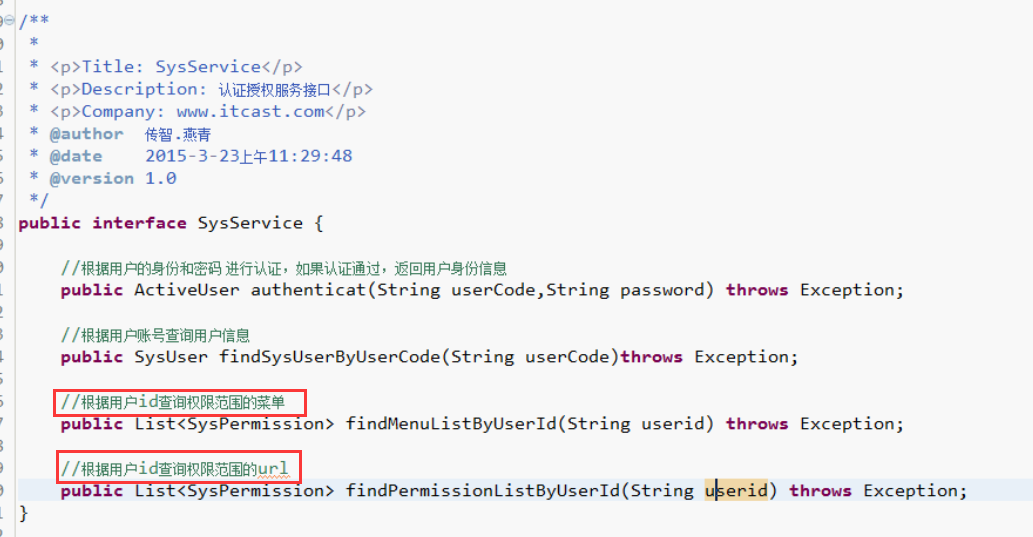 /**
 *
 * <p>Title: SysService</p>
 * <p>Description: 认证授权服务接口</p>
 * <p>Company: www.itcast.com</p>
 * @author  传智.燕青
 * @date    2015-3-23上午11:29:48
 * @version 1.0
 */
public interface SysService {
//根据用户的身份和密码 进行认证，如果认证通过，返回用户身份信息
public ActiveUser authenticat(String userCode,String password) throws Exception;
//根据用户账号查询用户信息
public SysUser findSysUserByUserCode(String userCode)throws Exception;
//根据用户id查询权限范围的菜单
public List<SysPermission> findMenuListByUserId(String userid) throws Exception;
//根据用户id查询权限范围的url
public List<SysPermission> findPermissionListByUserId(String userid) throws Exception;
}